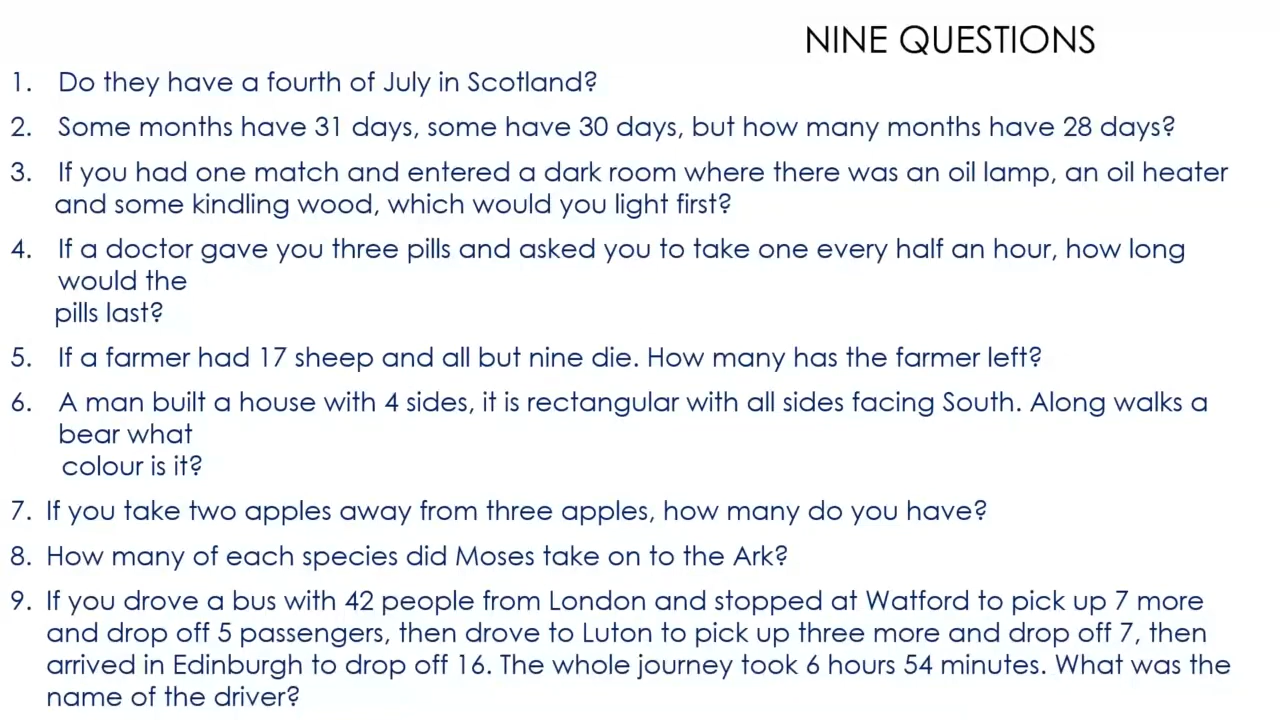 NINE QUESTIONS
1. Do they have a fourth of July in Scotland?
2. Some months have 31 days, some have 30 days, but how many months have 28 days?
3. If you had one match and entered a dark room where there was an oil lamp, an oil heater
and some kindling wood, which would you light first?
4. If a doctor gave you three pills and asked you to take one every half an hour, how long
would the
pills last?
5. If a farmer had 17 sheep and all but nine die. How many has the farmer left?
6. A man built a house with 4 sides, it is rectangular with all sides facing South. Along walks a
bear what
colour is it?
7. If you take two apples away from three apples, how many do you have?
8. How many of each species did Moses take on to the Ark?
9. If you drove a bus with 42 people from London and stopped at Watford to pick up 7 more
and drop off 5 passengers, then drove to Luton to pick up three more and drop off 7, then
arrived in Edinburgh to drop off 16. The whole journey took 6 hours 54 minutes. What was the
name of the driver?